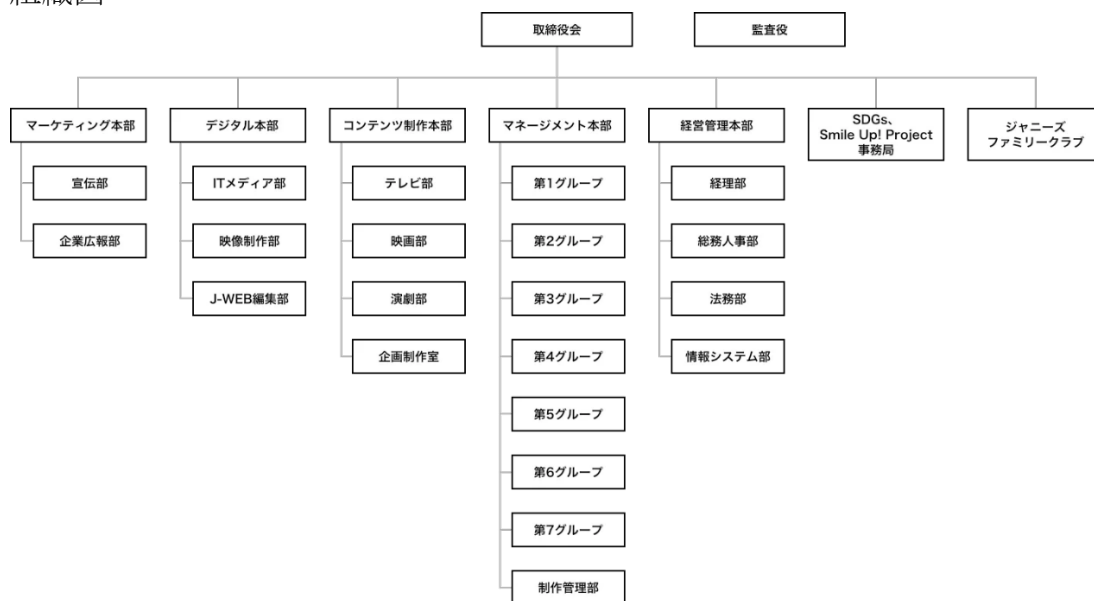 組織図
取締役会
監査役
マーケティング本部
宣伝部
企業広報部
デジタル本部
ITメディア部
映像制作部
J-WEB編集部
コンテンツ制作本部
テレビ部
映画部
演劇部
企画制作室
マネージメント本部
第1グループ
第2グループ
第3グループ
第4グループ
第5グループ
第6グループ
第7グループ
制作管理部
経営管理本部
経理部
総務人事部
法務部
情報システム部
SDGs、
Smile Up! Project
事務局
ジャニーズ
ファミリークラブ